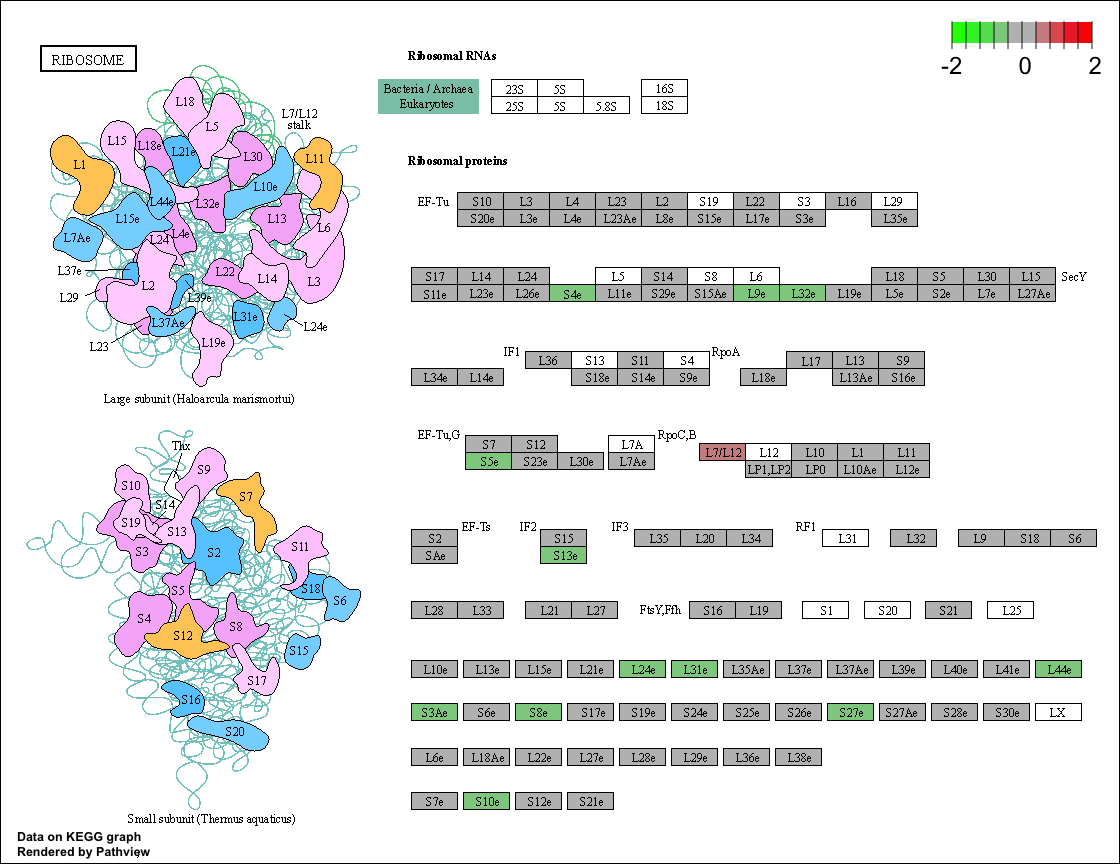 RIBOSOME
Ribosomal RNAs
-2 0 2
Bacteria / Archaea 23S 5S 16S
Eukaryotes 25S 5S 5.8S 18S
Ribosomal proteins
EF-Tu S10 L3 L4 L23 L2 S19 L22 S3 L16 L29
S20e L3e L4e L23Ae L8e S15e L17e S3e L35e
S17 L14 L24 L5 S14 S8 L6 L18 S5 L30 L15 SecY
S11e L23e L26e S4e L11e S29e S15Ae L9e L32e L19e L5e S2e L7e L27Ae
IF1 L36 S13 S11 S4 RpoA L17 L13 S9
L34e L14e S18e S14e S9e L18e L13Ae S16e
EF-Tu,G S7 S12 L7A RpoC,B L7/L12 L12 L10 L1 L11
S5e S23e L30e L7Ae LP1,LP2 LP0 L10Ae L12e
S2 EF-Ts IF2 S15 IF3 L35 L20 L34 RF1 L31 L32 L9 S18 S6
SAe S13e
L28 L33 L21 L27 FtsY,Ffh S16 L19 S1 S20 S21 L25
L10e L13e L15e L21e L24e L31e L35Ae L37e L37Ae L39e L40e L41e L44e
S3Ae S6e S8e S17e S19e S24e S25e S26e S27e S27Ae S28e S30e LX
L6e L18Ae L22e L27e L28e L29e L36e L38e
S7e S10e S12e S21e
L18
L5
L7/L12
stalk
L15
L18e
L21e
L30
L11
L1
L10e
L44e
L32e
L15e
L13
L6
L7Ae
L24
L4e
L37e
L22
L14
L3
L2
L29
L39e
L37Ae
L31e
L24e
L23
L19e
Large subunit (Haloarcula marismortui)
Thx
S9
S10
S7
S14
S19
S13
S3
S2
S11
S5
S18
S6
S4
S12
S8
S15
S17
S16
S20
Small subunit (Thermus aquaticus)
Data on KEGG graph
Rendered by Pathview